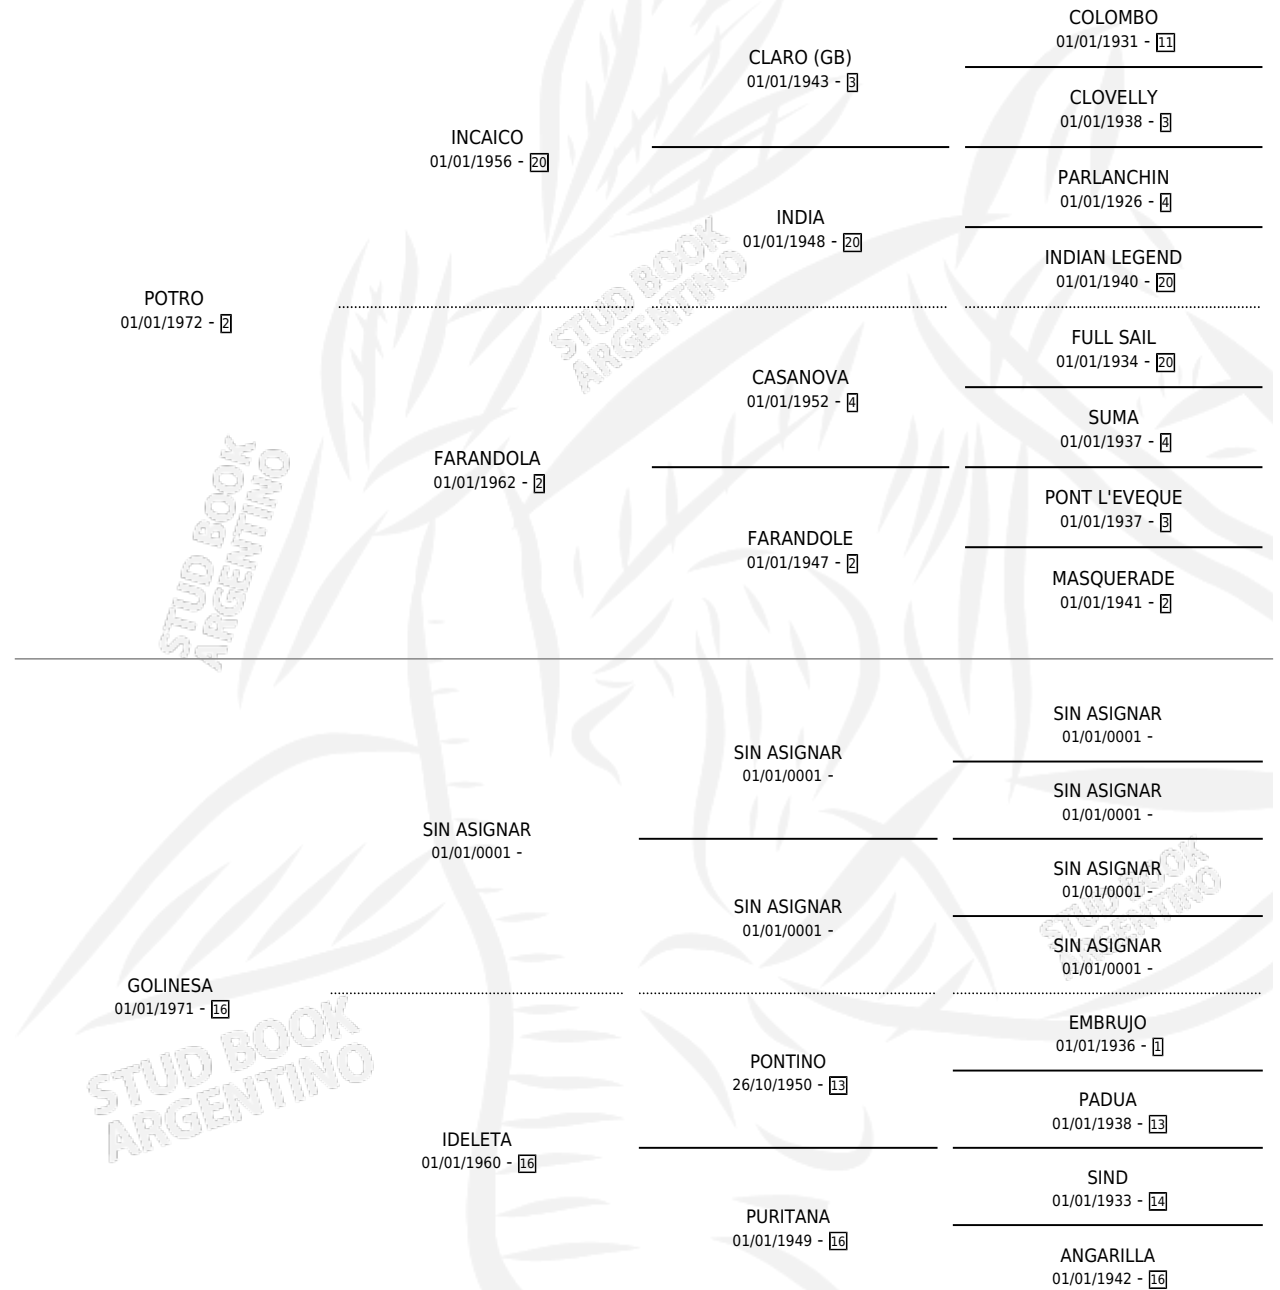 COLOMBO
01/01/1931 - 11
CLARO (GB)
01/01/1943 - 3
CLOVELLY
01/01/1938 - 3
INCAICO
01/01/1956 - 20
PARLANCHIN
01/01/1926 - 4
INDIA
01/01/1948 - 20
INDIAN LEGEND
01/01/1940 - 20
POTRO
01/01/1972 - 2
FULL SAIL
01/01/1934 - 20
CASANOVA
01/01/1952 - 4
SUMA
01/01/1937 - 4
FARANDOLA
01/01/1962 - 2
PONT L'EVEQUE
01/01/1937 - 3
FARANDOLE
01/01/1947 - 2
MASQUERADE
01/01/1941 - 2
STUD BOOK
ARGENTINO
STUD BOOK
ARGENTINO
SIN ASIGNAR
01/01/0001 -
SIN ASIGNAR
01/01/0001 -
SIN ASIGNAR
01/01/0001 -
SIN ASIGNAR
01/01/0001 -
SIN ASIGNAR
01/01/0001 -
SIN ASIGNAR
01/01/0001 -
SIN ASIGNAR
01/01/0001 -
GOLINESA
01/01/1971 - 16
EMBRUJO
01/01/1936 - 1
PONTINO
26/10/1950 - 13
PADUA
01/01/1938 - 13
IDELETA
01/01/1960 - 16
SIND
01/01/1933 - 14
PURITANA
01/01/1949 - 16
ANGARILLA
01/01/1942 - 16
STUD BOOK
ARGENTINO
STUD BOOK
ARGENTINO